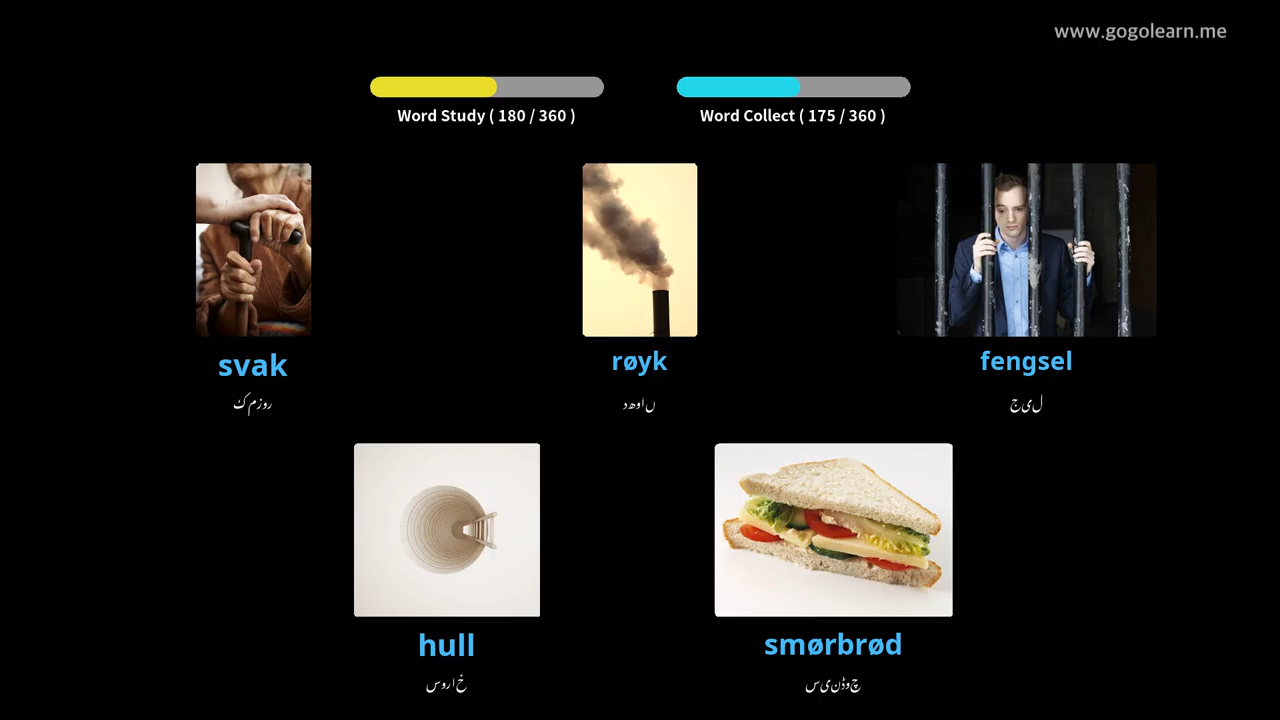 www.gogolearn.me
Word Study ( 180 / 360 )
Word Collect ( 175 / 360 )
svak
røyk
fengsel
روزمک
ںاوھد
لیج
hull
smørbrød
خاروس
چوڈنیس